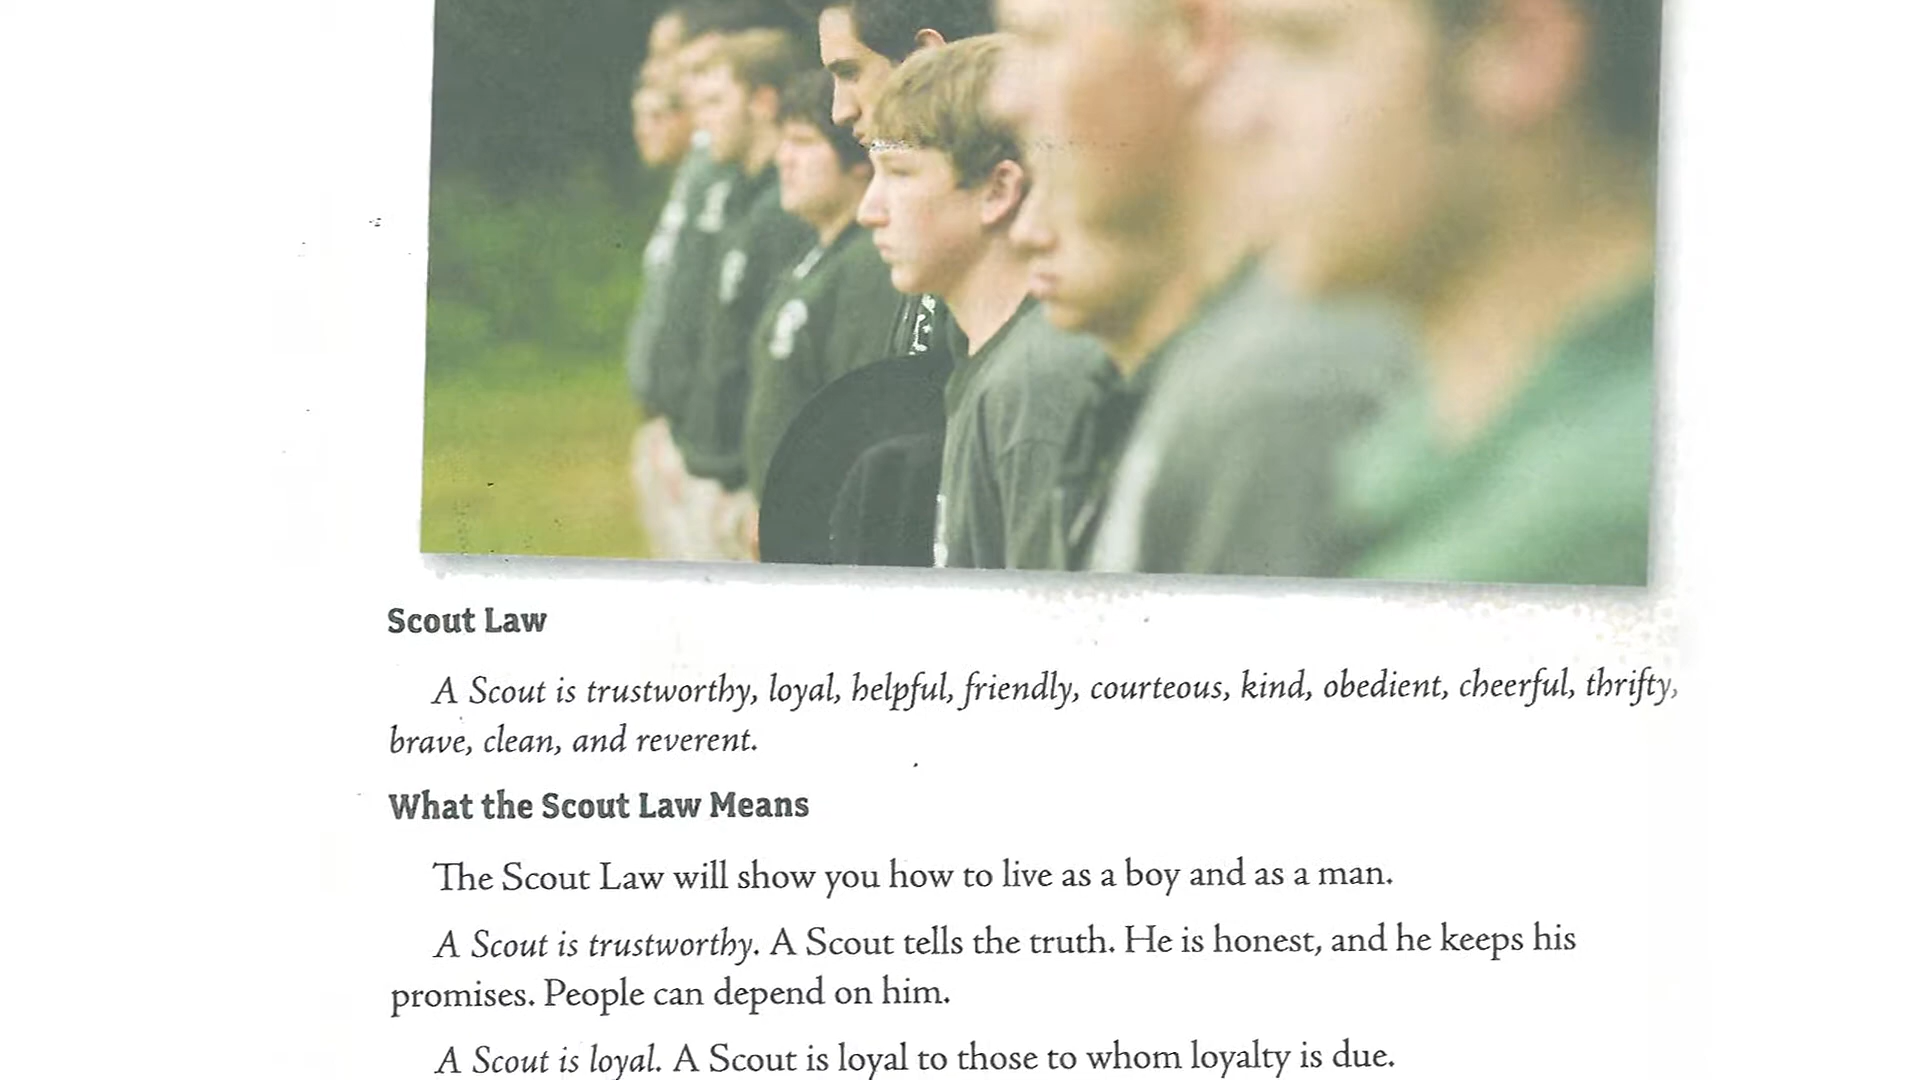 Scout Law
A Scout is trustworthy, loyal, helpful, friendly, courteous, kind, obedient, cheerful, thrifty,
brave, clean, and reverent.
What the Scout Law Means
The Scout Law will show you how to live as a boy and as a man.
A Scout is trustworthy. A Scout tells the truth. He is honest, and he keeps his
promises. People can depend on him.
A Scout is loyal. A Scout is loyal to those to whom loyalty is due.